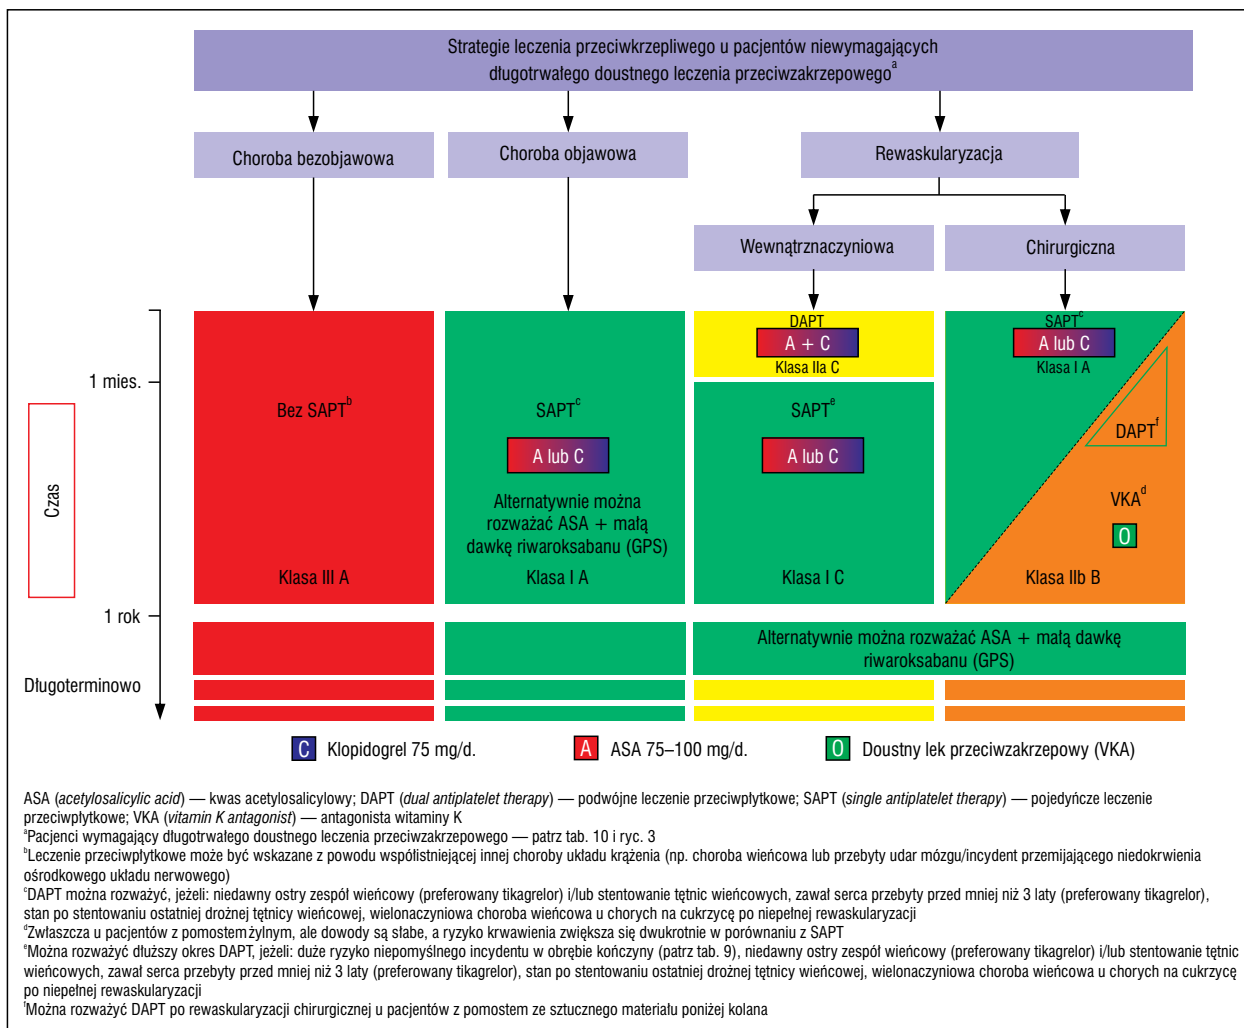 Strategie leczenia przeciwkrzepliwego u pacjentów niewymagających
długotrwałego doustnego leczenia przeciwzakrzepowegoᵃ
Choroba bezobjawowa
Choroba objawowa
Rewaskularyzacja
Wewnątrznaczyniowa
Chirurgiczna
DAPT
A + C
Klasa IIa C
SAPTᶜ
A lub C
Klasa I A
1 mies.
Czas
Bez SAPTᵇ
Klasa III A
SAPTᶜ
A lub C
Alternatywnie można
rozważać ASA + małą
dawkę riwaroksabanu (GPS)
Klasa I A
SAPTᵉ
A lub C
Klasa I C
DAPTᶠ
VKAᵈ
O
Klasa IIb B
1 rok
Alternatywnie można rozważać ASA + małą dawkę
riwaroksabanu (GPS)
Długoterminowo
C Klopidogrel 75 mg/d.
A ASA 75–100 mg/d.
O Doustny lek przeciwzakrzepowy (VKA)
ASA (acetylosalicylic acid) — kwas acetylosalicylowy; DAPT (dual antiplatelet therapy) — podwójne leczenie przeciwpłytkowe; SAPT (single antiplatelet therapy) — pojedyńcze leczenie
przeciwpłytkowe; VKA (vitamin K antagonist) — antagonista witaminy K
ᵃPacjenci wymagający długotrwałego doustnego leczenia przeciwzakrzepowego — patrz tab. 10 i ryc. 3
ᵇLeczenie przeciwpłytkowe może być wskazane z powodu współistniejącej innej choroby układu krążenia (np. choroba wieńcowa lub przebyty udar mózgu/incydent przemijającego niedokrwienia
ośrodkowego układu nerwowego)
ᶜDAPT można rozważyć, jeżeli: niedawny ostry zespół wieńcowy (preferowany tikagrelor) i/lub stentowanie tętnic wieńcowych, zawał serca przebyty przed mniej niż 3 laty (preferowany tikagrelor),
stan po stentowaniu ostatniej drożnej tętnicy wieńcowej, wielonaczyniowa choroba wieńcowa u chorych na cukrzycę po niepełnej rewaskularyzacji
ᵈZwłaszcza u pacjentów z pomostem żylnym, ale dowody są słabe, a ryzyko krwawienia zwiększa się dwukrotnie w porównaniu z SAPT
ᵉMożna rozważyć dłuższy okres DAPT, jeżeli: duże ryzyko niepomyślnego incydentu w obrębie kończyny (patrz tab. 9), niedawny ostry zespół wieńcowy (preferowany tikagrelor) i/lub stentowanie tętnic
wieńcowych, zawał serca przebyty przed mniej niż 3 laty (preferowany tikagrelor), stan po stentowaniu ostatniej drożnej tętnicy wieńcowej, wielonaczyniowa choroba wieńcowa u chorych na cukrzycę
po niepełnej rewaskularyzacji
ᶠMożna rozważyć DAPT po rewaskularyzacji chirurgicznej u pacjentów z pomostem ze sztucznego materiału poniżej kolana